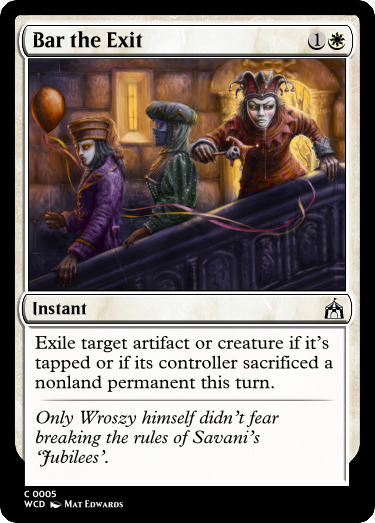 Bar the Exit 1
Instant
Exile target artifact or creature if it's
tapped or if its controller sacrificed a
nonland permanent this turn.
Only Wroszy himself didn't fear
breaking the rules of Savani's
'Jubilees'.
C 0005
WCD Mat Edwards